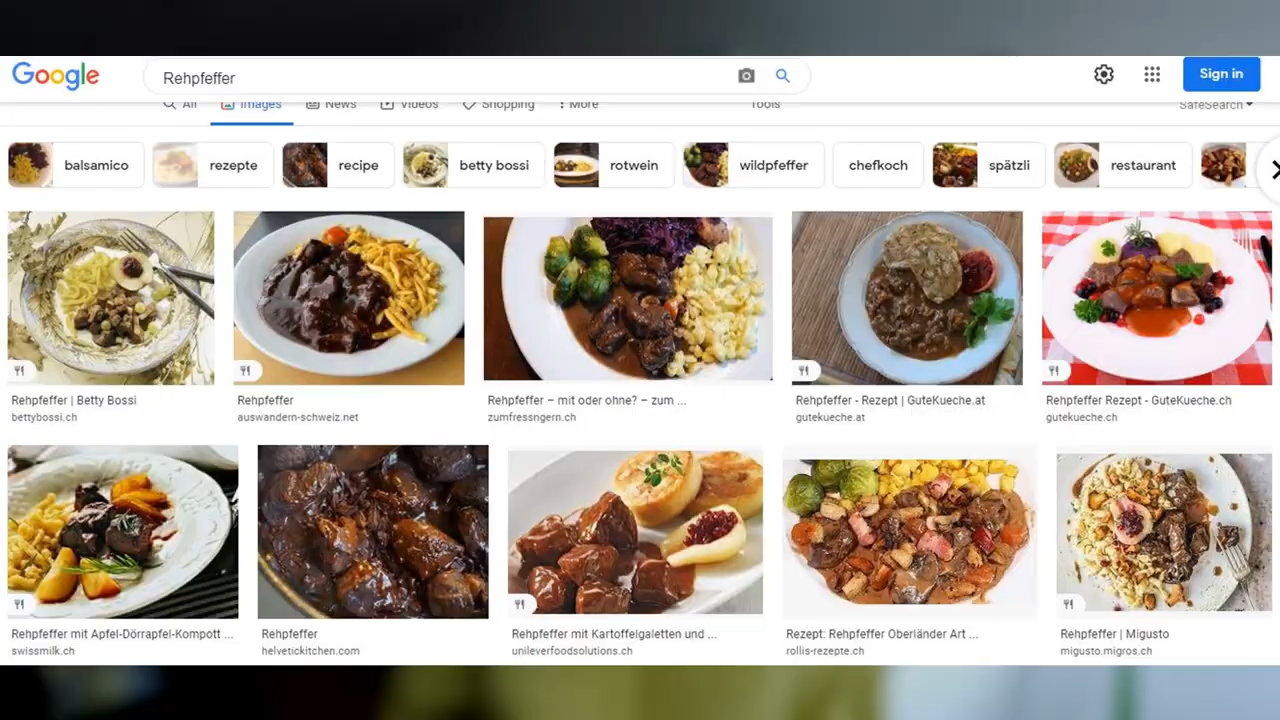 Google
Rehpfeffer
Sign in
All
Images
News
Videos
Shopping
More
Tools
SafeSearch
balsamico
rezepte
recipe
betty bossi
rotwein
wildpfeffer
chefkoch
spätzli
restaurant
Rehpfeffer | Betty Bossi
bettybossi.ch
Rehpfeffer
auswandern-schweiz.net
Rehpfeffer – mit oder ohne? – zum ...
zumfressngern.ch
Rehpfeffer - Rezept | GuteKueche.at
gutekueche.at
Rehpfeffer Rezept - GuteKueche.ch
gutekueche.ch
Rehpfeffer mit Apfel-Dörrapfel-Kompott ...
swissmilk.ch
Rehpfeffer
helvetickitchen.com
Rehpfeffer mit Kartoffelgaletten und ...
unileverfoodsolutions.ch
Rezept: Rehpfeffer Oberländer Art ...
rollis-rezepte.ch
Rehpfeffer | Migusto
migusto.migros.ch